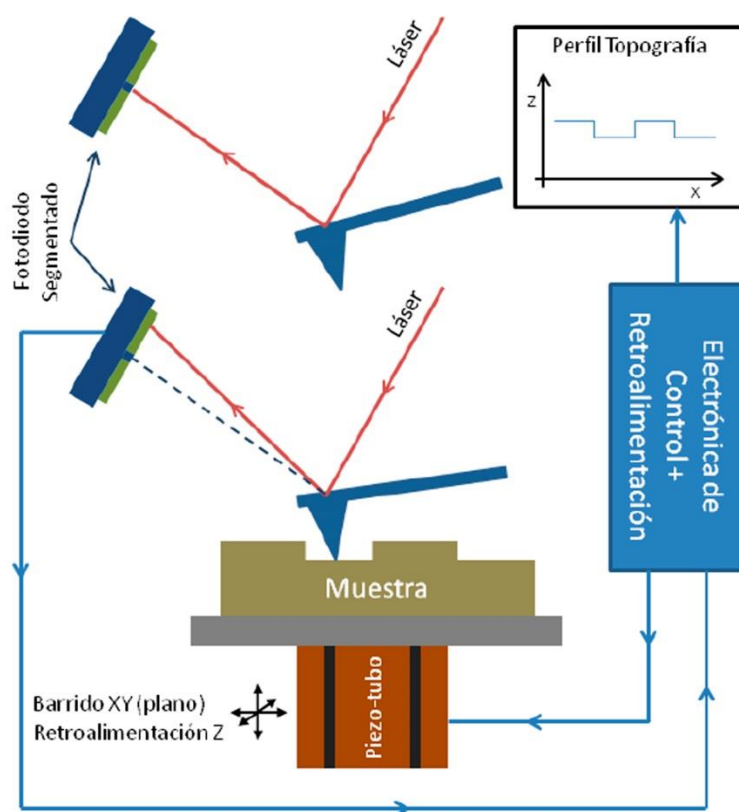 Láser
Perfil Topografía
Z
X
Fotodiodo
Segmentado
Láser
Electrónica de
Control +
Retroalimentación
Muestra
Barrido XY (plano)
Retroalimentación Z
Piezo-tubo